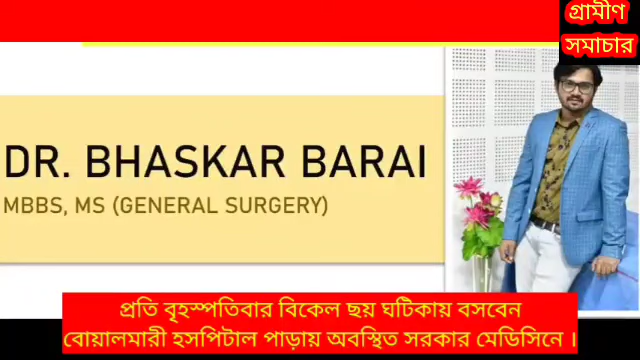 গ্রামীণ
সমাচার
DR. BHASKAR BARAI
MBBS, MS (GENERAL SURGERY)
প্রতি বৃহস্পতিবার বিকেল ছয় ঘটিকায় বসবেন
বোয়ালমারী হসপিটাল পাড়ায় অবস্থিত সরকার মেডিসিনে ।